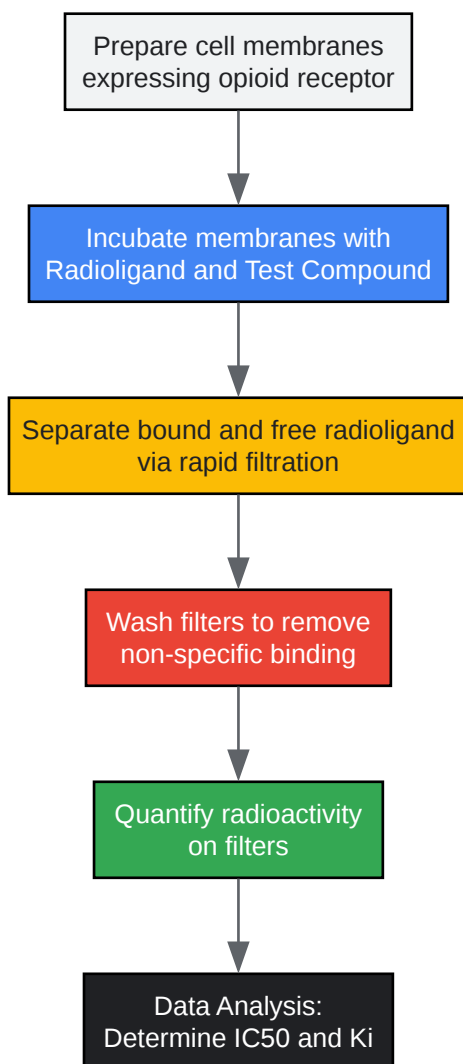 Prepare cell membranes
expressing opioid receptor
Incubate membranes with
Radioligand and Test Compound
Separate bound and free radioligand
via rapid filtration
Wash filters to remove
non-specific binding
Quantify radioactivity
on filters
Data Analysis:
Determine IC50 and Ki